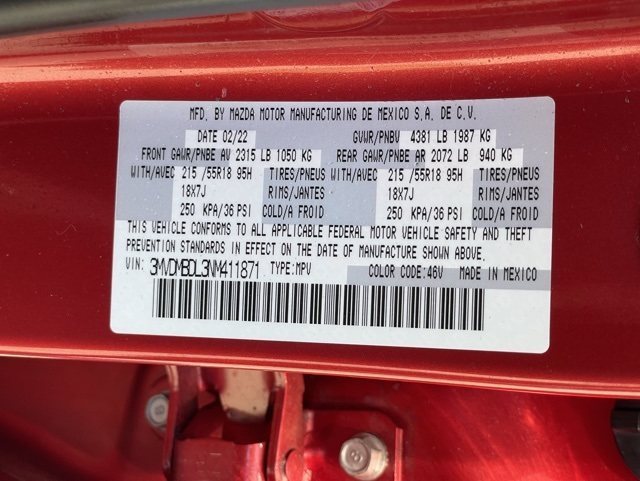 MFD. BY MAZDA MOTOR MANUFACTURING DE MEXICO S.A. DE C.V.
DATE 02/22 GVWR/PNBV 4381 LB 1987 KG
FRONT GAWR/PNBE AV 2315 LB 1050 KG REAR GAWR/PNBE AR 2072 LB 940 KG
WITH/AVEC 215 /55R18 95H TIRES/PNEUS WITH/AVEC 215 /55R18 95H TIRES/PNEUS
18X7J RIMS/JANTES 18X7J RIMS/JANTES
250 KPA/36 PSI COLD/A FROID 250 KPA/36 PSI COLD/A FROID
THIS VEHICLE CONFORMS TO ALL APPLICABLE FEDERAL MOTOR VEHICLE SAFETY AND THEFT
PREVENTION STANDARDS IN EFFECT ON THE DATE OF MANUFACTURE SHOWN ABOVE.
VIN: 3MVDMBDL3NM411871 TYPE:MPV COLOR CODE:46V MADE IN MEXICO